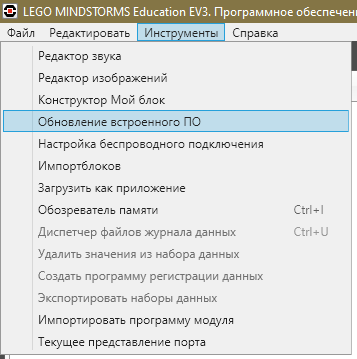 LEGO MINDSTORMS Education EV3. Программное обеспечен
Файл Редактировать Инструменты Справка
Редактор звука
Редактор изображений
Конструктор Мой блок
Обновление встроенного ПО
Настройка беспроводного подключения
Импортблоков
Загрузить как приложение
Обозреватель памяти Ctrl+I
Диспетчер файлов журнала данных Ctrl+U
Удалить значения из набора данных
Создать программу регистрации данных
Экспортировать наборы данных
Импортировать программу модуля
Текущее представление порта